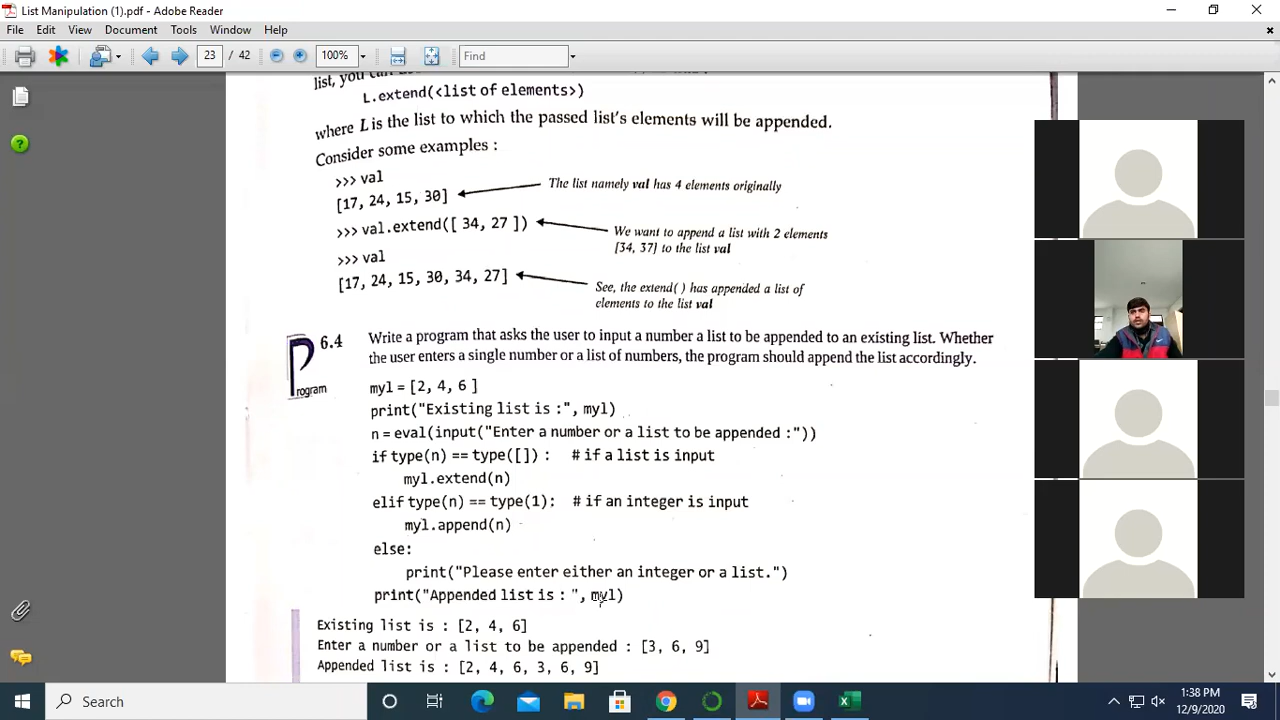 List Manipulation (1).pdf - Adobe Reader
File Edit View Document Tools Window Help
23 / 42 100% Find
list, you can
L.extend(<list of elements>)
where L is the list to which the passed list's elements will be appended.
Consider some examples :
>>> val
[17, 24, 15, 30]
The list namely val has 4 elements originally
>>> val.extend([ 34, 27 ])
We want to append a list with 2 elements
[34, 37] to the list val
>>> val
[17, 24, 15, 30, 34, 27]
See, the extend( ) has appended a list of
elements to the list val
Program 6.4 Write a program that asks the user to input a number a list to be appended to an existing list. Whether
the user enters a single number or a list of numbers, the program should append the list accordingly.
myl = [2, 4, 6 ]
print("Existing list is :", myl)
n = eval(input("Enter a number or a list to be appended :"))
if type(n) == type([]) : # if a list is input
myl.extend(n)
elif type(n) == type(1): # if an integer is input
myl.append(n)
else:
print("Please enter either an integer or a list.")
print("Appended list is : ", myl)
Existing list is : [2, 4, 6]
Enter a number or a list to be appended : [3, 6, 9]
Appended list is : [2, 4, 6, 3, 6, 9]
Search
1:38 PM
12/9/2020